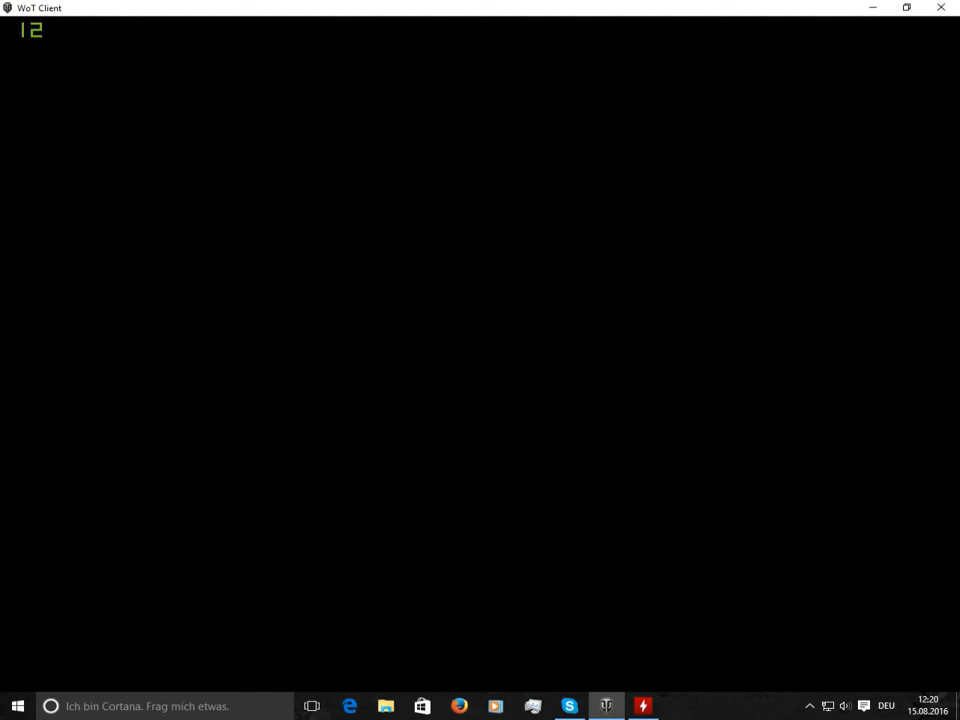 WoT Client
12
Ich bin Cortana. Frag mich etwas.
DEU
12:20
15.08.2016